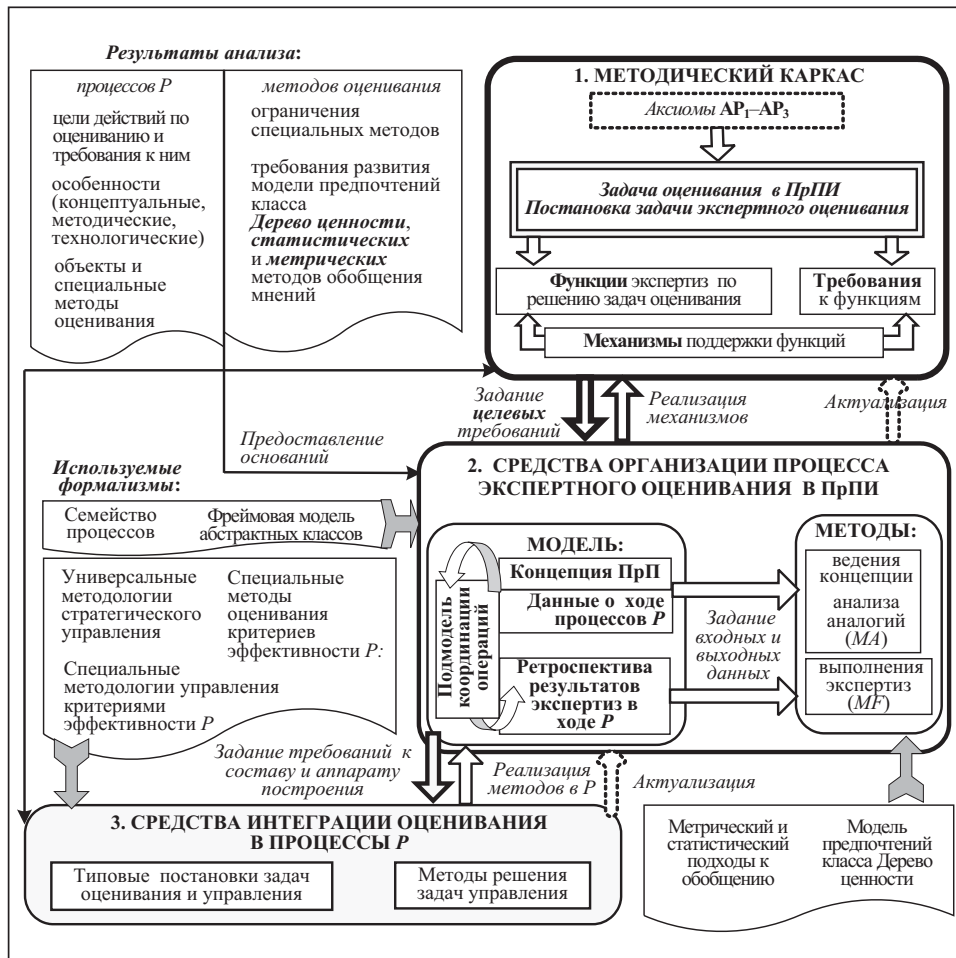 Результаты анализа:
процессов P
цели действий по
оцениванию и
требования к ним
особенности
(концептуальные,
методические,
технологические)
объекты и
специальные
методы
оценивания
методов оценивания
ограничения
специальных методов
требования развития
модели предпочтений
класса
Дерево ценности,
статистических
и метрических
методов обобщения
мнений
1. МЕТОДИЧЕСКИЙ КАРКАС
Аксиомы AP₁–AP₃
Задача оценивания в ПрПИ
Постановка задачи экспертного оценивания
Функции экспертиз по
решению задач оценивания
Требования
к функциям
Механизмы поддержки функций
Задание
целевых
требований
Реализация
механизмов
Актуализация
Предоставление
оснований
Используемые
формализмы:
Семейство
процессов
Фреймовая модель
абстрактных классов
Универсальные
методологии
стратегического
управления
Специальные
методы
оценивания
критериев
эффективности P:
Специальные
методологии управления
критериями
эффективности P
2. СРЕДСТВА ОРГАНИЗАЦИИ ПРОЦЕССА
ЭКСПЕРТНОГО ОЦЕНИВАНИЯ В ПрПИ
МОДЕЛЬ:
Концепция ПрП
Данные о ходе
процессов P
Подмодель
координации
операций
Ретроспектива
результатов
экспертиз в
ходе P
Задание
входных и
выходных
данных
МЕТОДЫ:
ведения
концепции
анализа
аналогий
(MA)
выполнения
экспертиз
(MF)
Задание требований к
составу и аппарату
построения
Реализация
методов в P
Актуализация
3. СРЕДСТВА ИНТЕГРАЦИИ ОЦЕНИВАНИЯ
В ПРОЦЕССЫ P
Типовые постановки задач
оценивания и управления
Методы решения
задач управления
Метрический и
статистический
подходы к
обобщению
Модель
предпочтений
класса Дерево
ценности